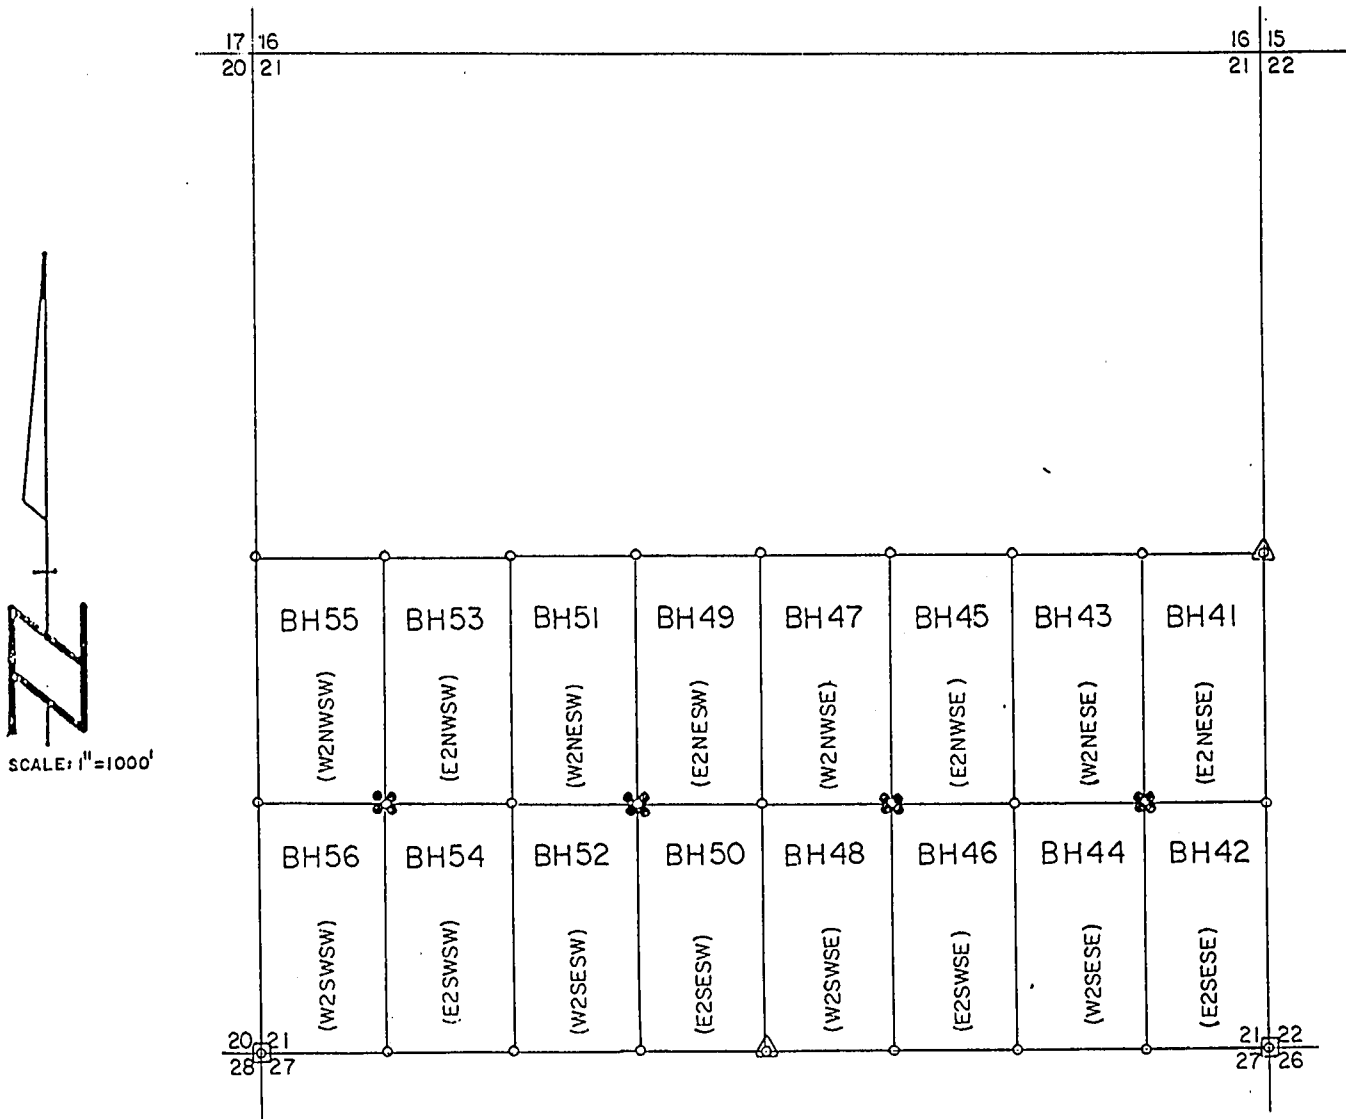 17 16
20 21
16 15
21 22
SCALE: 1"=1000'
BH55 BH53 BH51 BH49 BH47 BH45 BH43 BH41
(W2NWSW) (E2NWSW) (W2NESW) (E2NESW) (W2NWSE) (E2NWSE) (W2NESE) (E2NESE)
BH56 BH54 BH52 BH50 BH48 BH46 BH44 BH42
(W2SWSW) (E2SWSW) (W2SESW) (E2SESW) (W2SWSE) (E2SWSE) (W2SESE) (E2SESE)
20 21
28 27
21 22
27 26